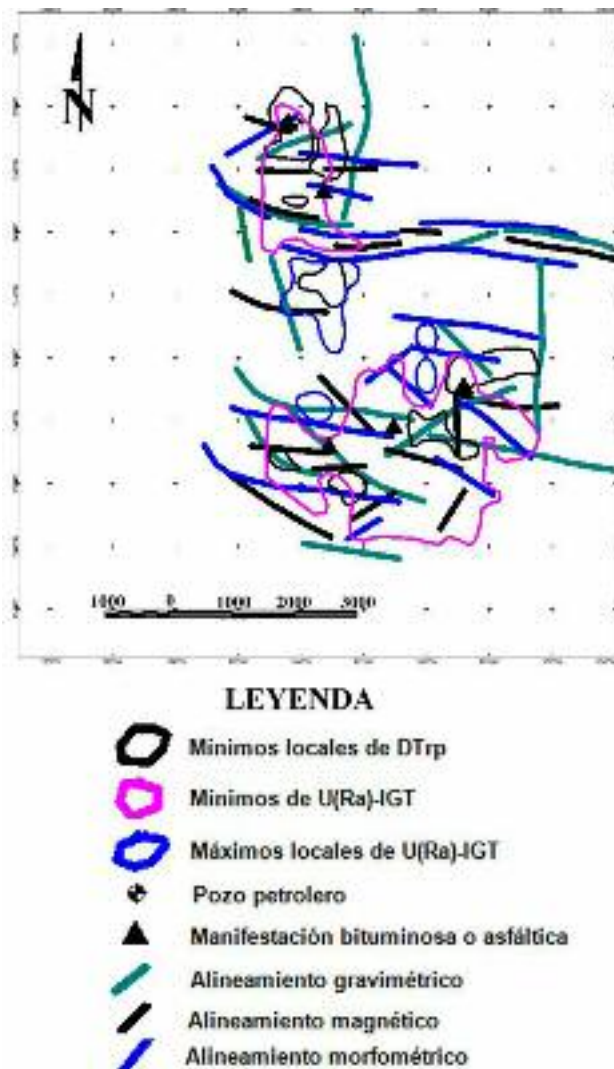 N
1000 0 1000 2000 3000
LEYENDA
Mínimos locales de DTrp
Mínimos de U(Ra)-IGT
Máximos locales de U(Ra)-IGT
Pozo petrolero
Manifestación bituminosa o asfáltica
Alineamiento gravimétrico
Alineamiento magnético
Alineamiento morfométrico